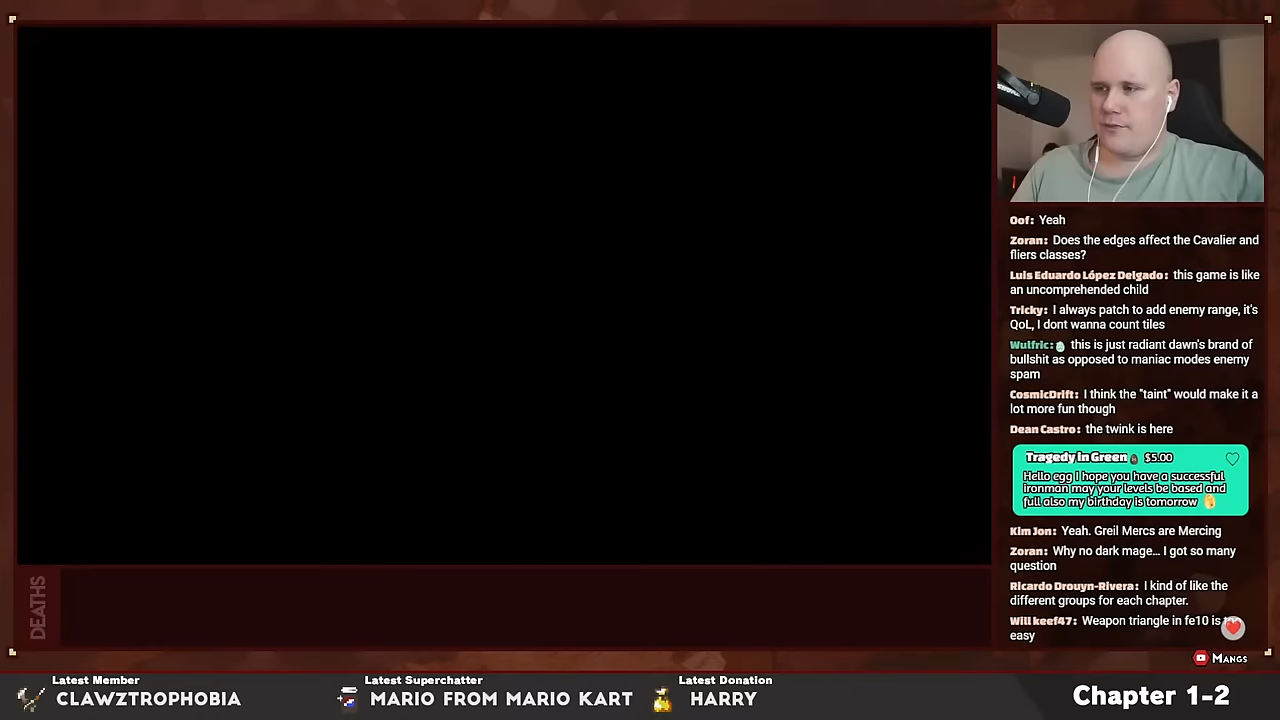 Oof: Yeah
Zoran: Does the edges affect the Cavalier and
fliers classes?
Luis Eduardo López Delgado: this game is like
an uncomprehended child
Tricky: I always patch to add enemy range, it's
QoL, I dont wanna count tiles
Wulfric: this is just radiant dawn's brand of
bullshit as opposed to maniac modes enemy
spam
CosmicDrift: I think the "taint" would make it a
lot more fun though
Dean Castro: the twink is here
Tragedy in Green $5.00
Hello egg I hope you have a successful
ironman may your levels be based and
full also my birthday is tomorrow
Kim Jon: Yeah. Greil Mercs are Mercing
Zoran: Why no dark mage... I got so many
question
Ricardo Drouyn-Rivera: I kind of like the
different groups for each chapter.
Will keef47: Weapon triangle in fe10 is
easy
DEATHS
Mangs
Latest Member
CLAWZTROPHOBIA
Latest Superchatter
MARIO FROM MARIO KART
Latest Donation
HARRY
Chapter 1-2